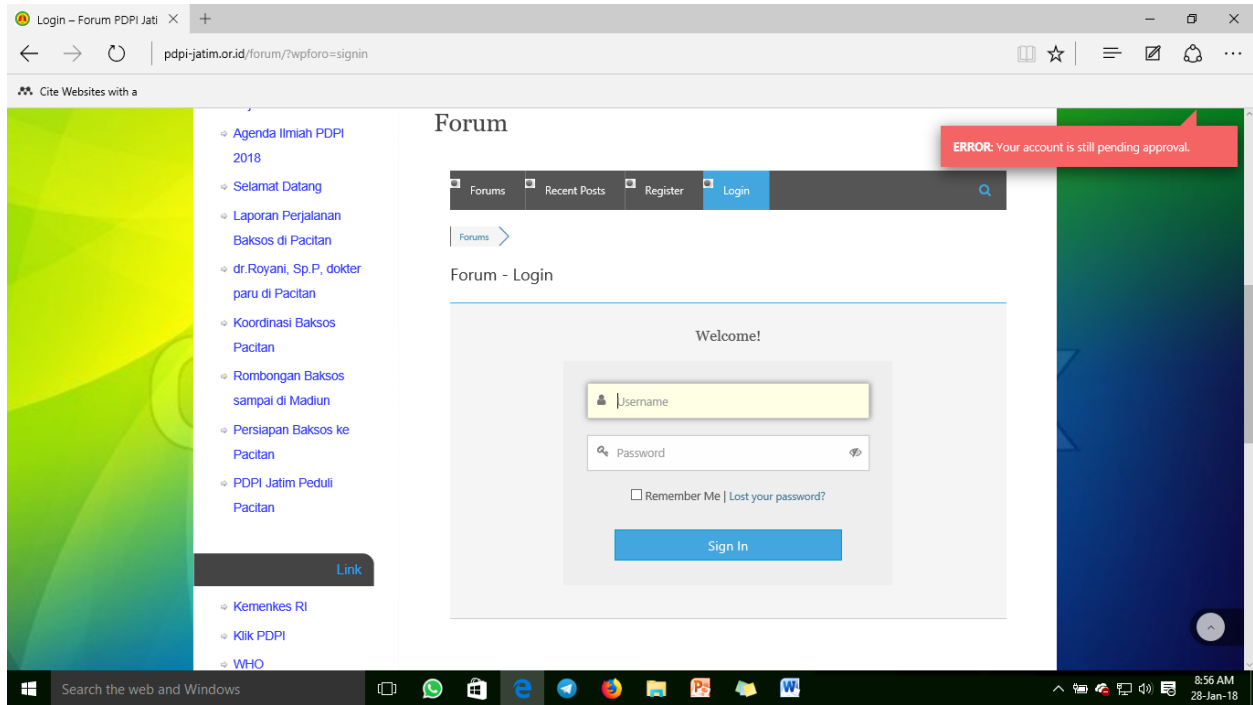 Login – Forum PDPI Jati
pdpi-jatim.or.id/forum/?wpforo=signin
Cite Websites with a
Agenda Ilmiah PDPI
2018
Selamat Datang
Laporan Perjalanan
Baksos di Pacitan
dr.Royani, Sp.P, dokter
paru di Pacitan
Koordinasi Baksos
Pacitan
Rombongan Baksos
sampai di Madiun
Persiapan Baksos ke
Pacitan
PDPI Jatim Peduli
Pacitan
Link
Kemenkes RI
Klik PDPI
WHO
Forum
ERROR: Your account is still pending approval.
Forums Recent Posts Register Login
Forums
Forum - Login
Welcome!
Username
Password
Remember Me | Lost your password?
Sign In
Search the web and Windows
8:56 AM
28-Jan-18